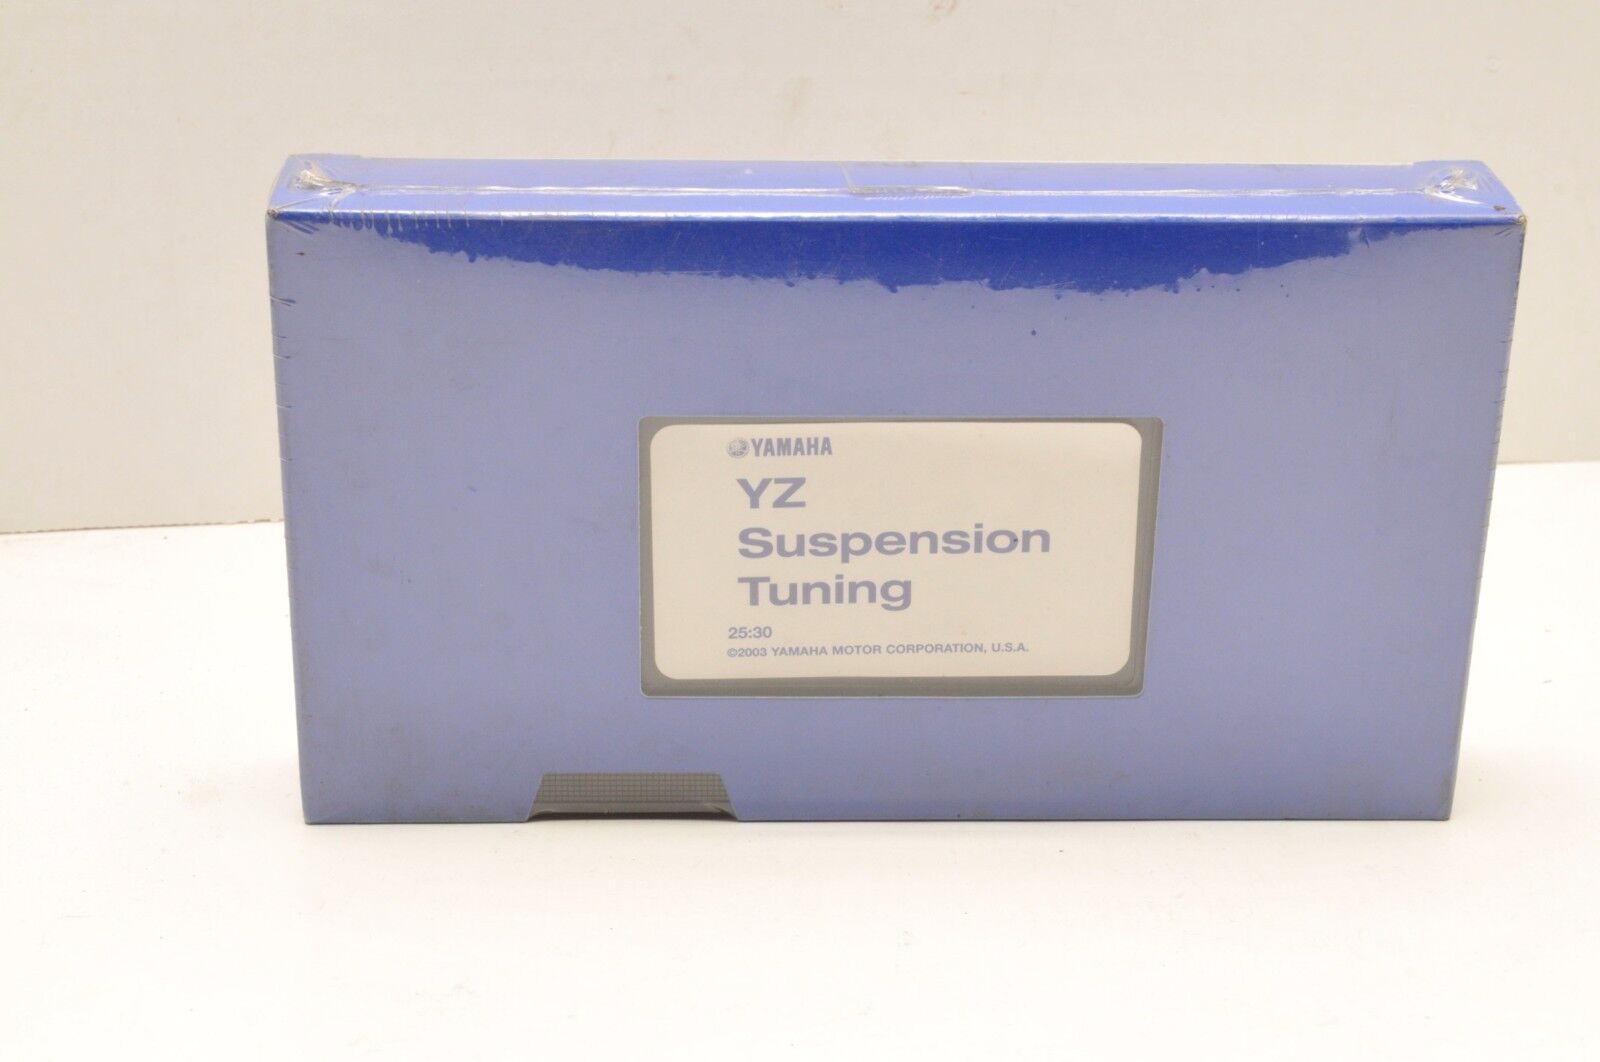 YAMAHA
YZ
Suspension
Tuning
25:30
©2003 YAMAHA MOTOR CORPORATION, U.S.A.